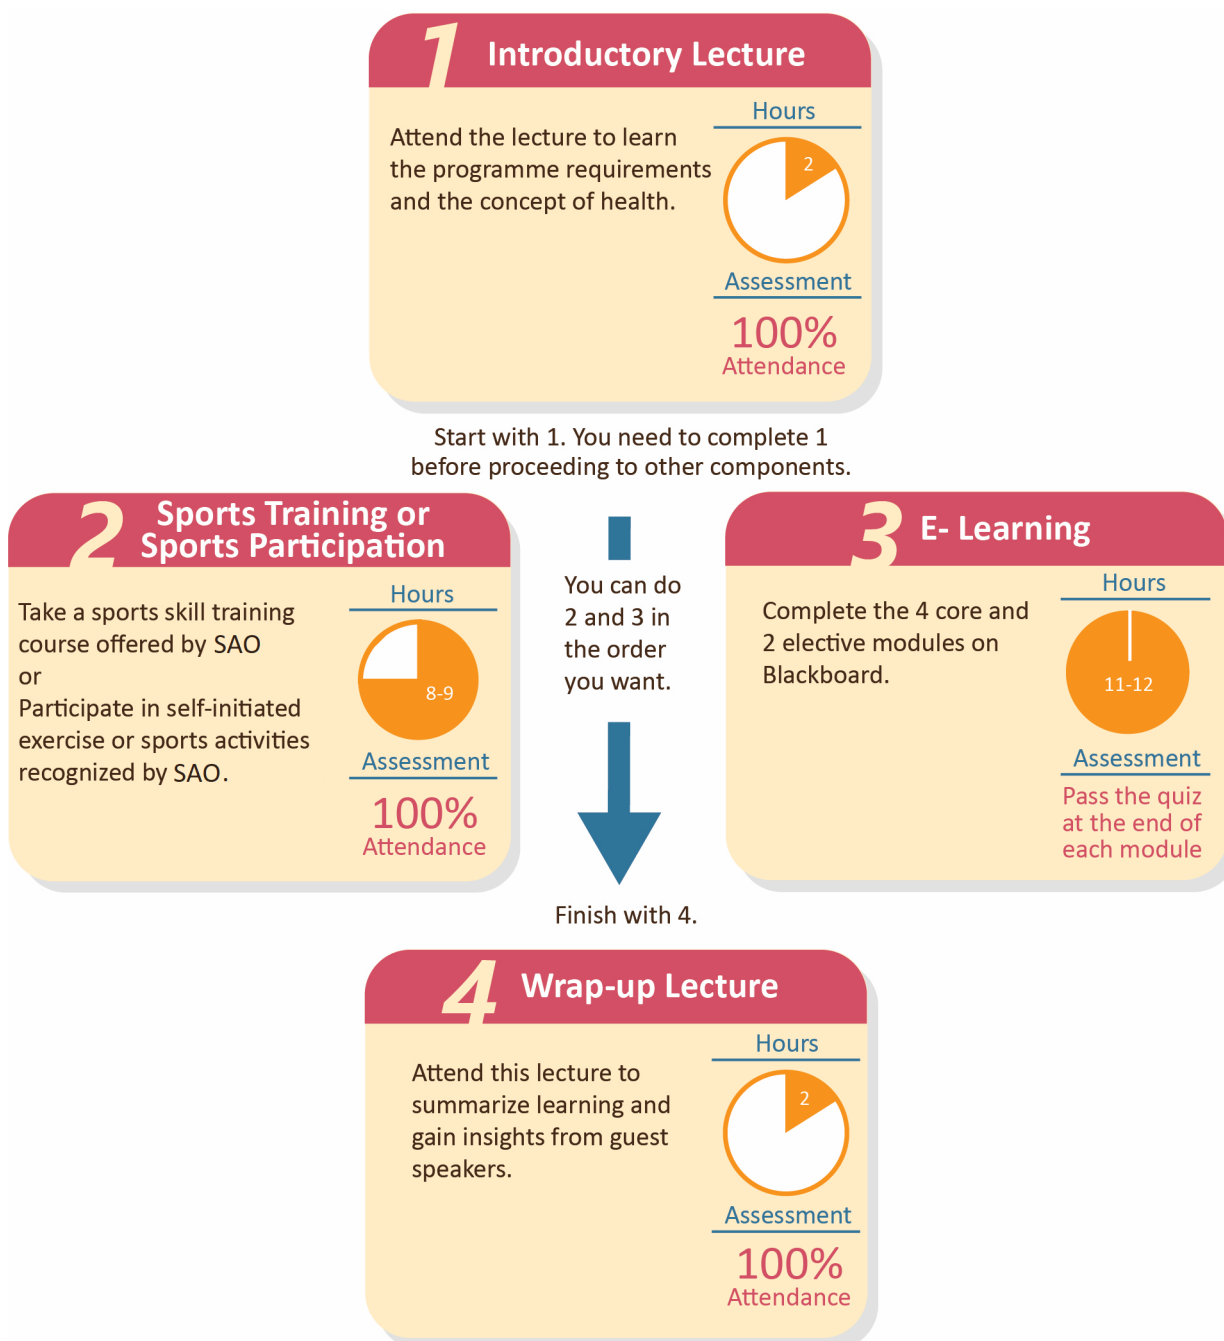 1 Introductory Lecture
Attend the lecture to learn
the programme requirements
and the concept of health.
Hours
2
Assessment
100%
Attendance
Start with 1. You need to complete 1
before proceeding to other components.
2 Sports Training or
Sports Participation
Take a sports skill training
course offered by SAO
or
Participate in self-initiated
exercise or sports activities
recognized by SAO.
Hours
8-9
Assessment
100%
Attendance
You can do
2 and 3 in
the order
you want.
3 E- Learning
Complete the 4 core and
2 elective modules on
Blackboard.
Hours
11-12
Assessment
Pass the quiz
at the end of
each module
Finish with 4.
4 Wrap-up Lecture
Attend this lecture to
summarize learning and
gain insights from guest
speakers.
Hours
2
Assessment
100%
Attendance